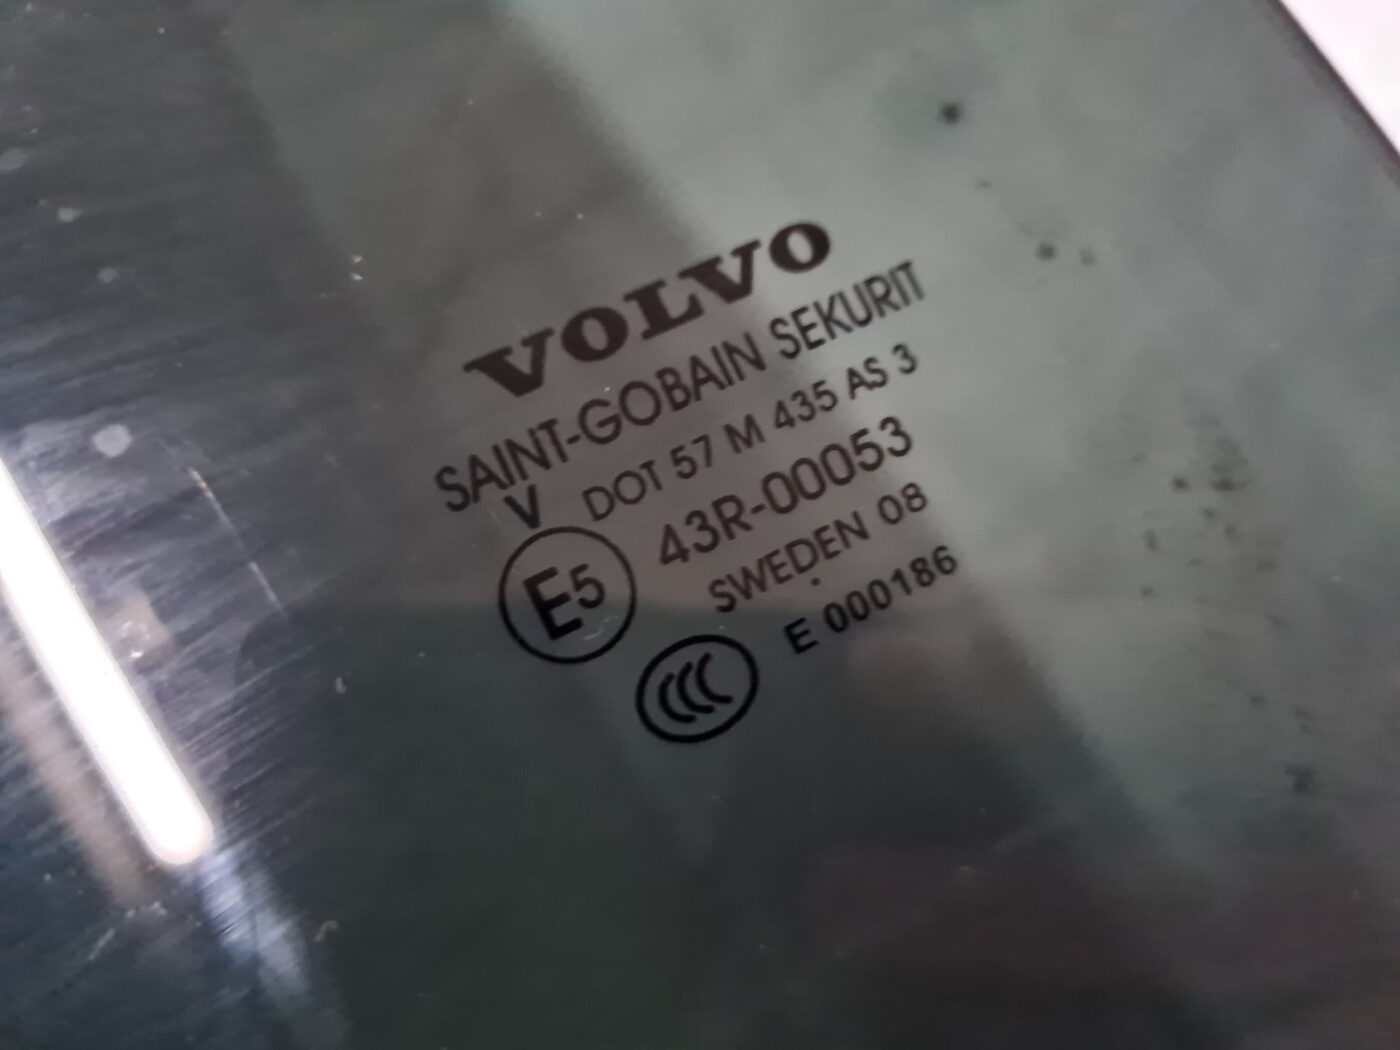 VOLVO
SAINT-GOBAIN SEKURIT
V DOT 57 M 435 AS 3
E5 43R-00053
SWEDEN 08
CCC E 000186